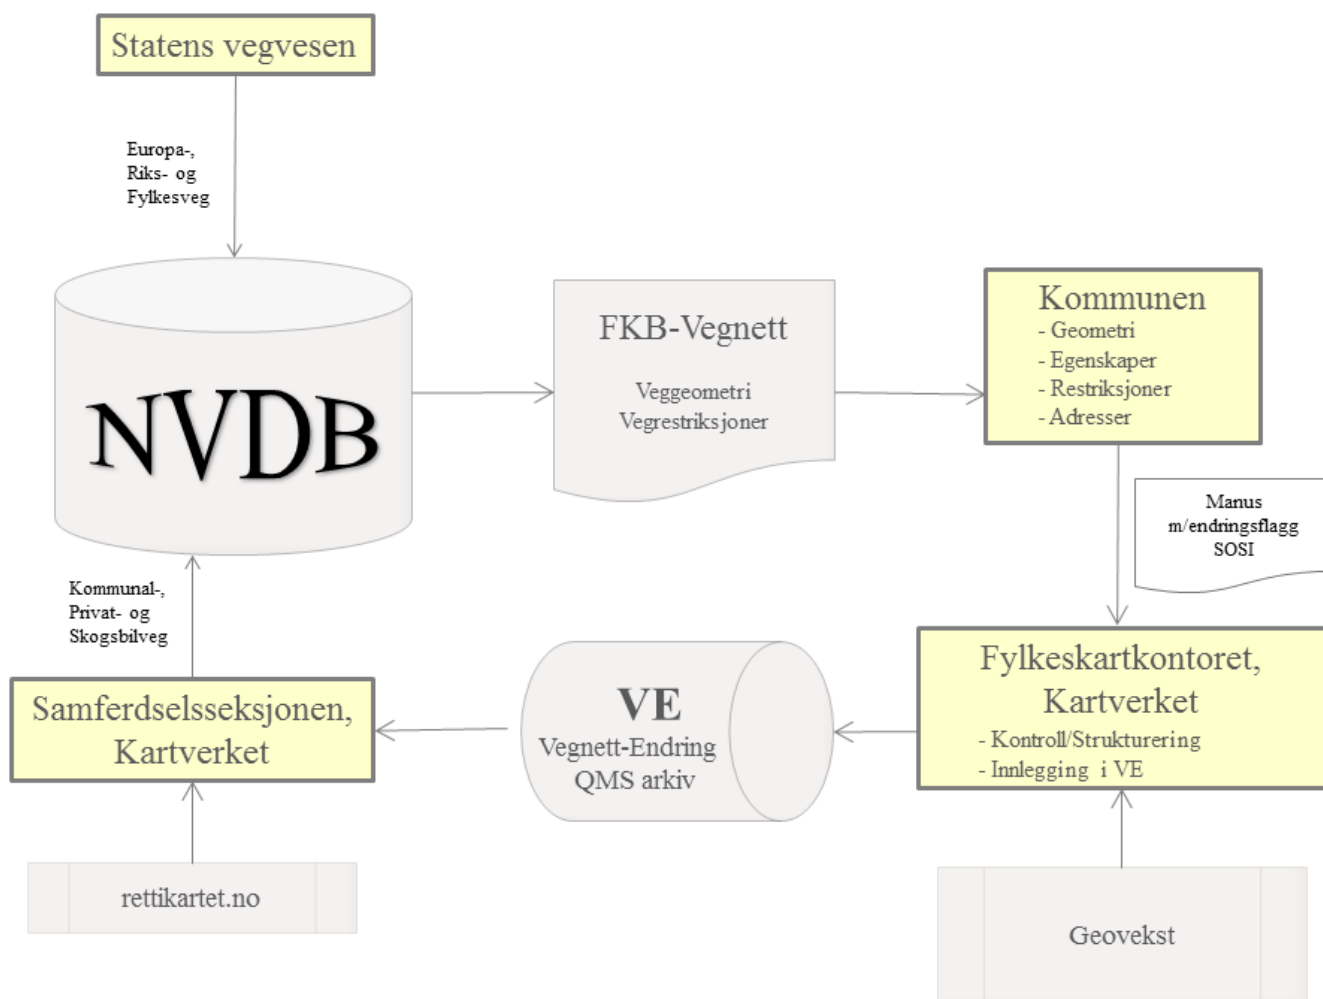 Statens vegvesen
Europa-,
Riks- og
Fylkesveg
NVDB
FKB-Vegnett
Veggeometri
Vegrestriksjoner
Kommunen
- Geometri
- Egenskaper
- Restriksjoner
- Adresser
Manus
m/endringsflagg
SOSI
Kommunal-,
Privat- og
Skogsbilveg
Samferdselsseksjonen,
Kartverket
VE
Vegnett-Endring
QMS arkiv
Fylkeskartkontoret,
Kartverket
- Kontroll/Strukturering
- Innlegging i VE
rettikartet.no
Geovekst